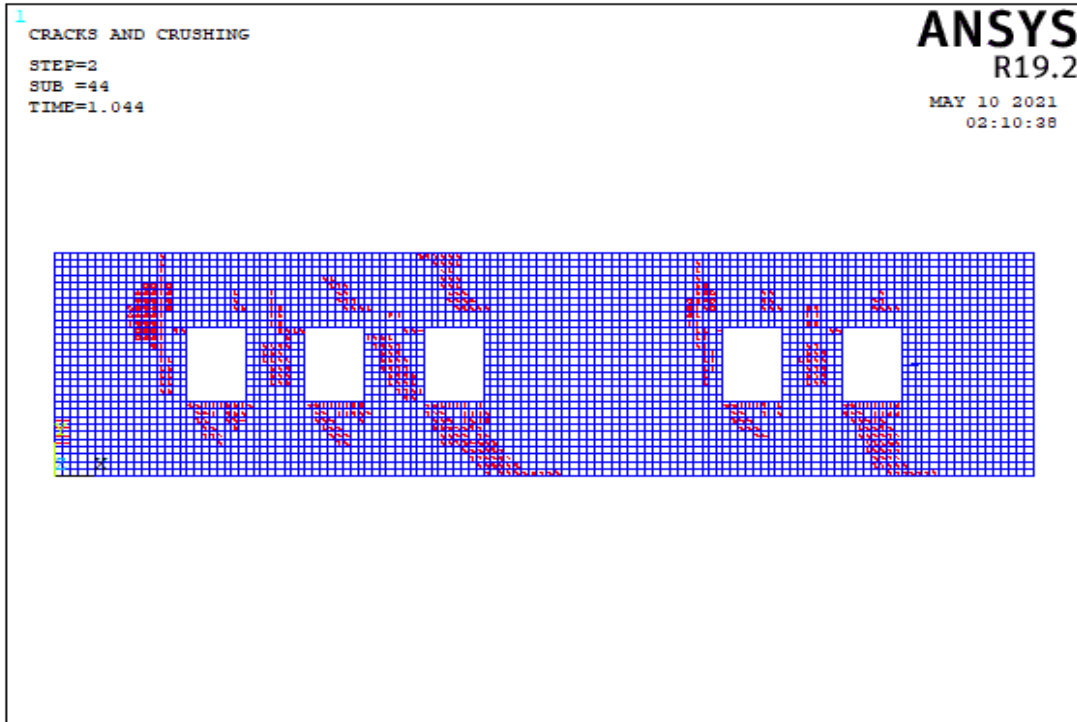 1
CRACKS AND CRUSHING
STEP=2
SUB =44
TIME=1.044
ANSYS
R19.2
MAY 10 2021
02:10:38
Y
Z X